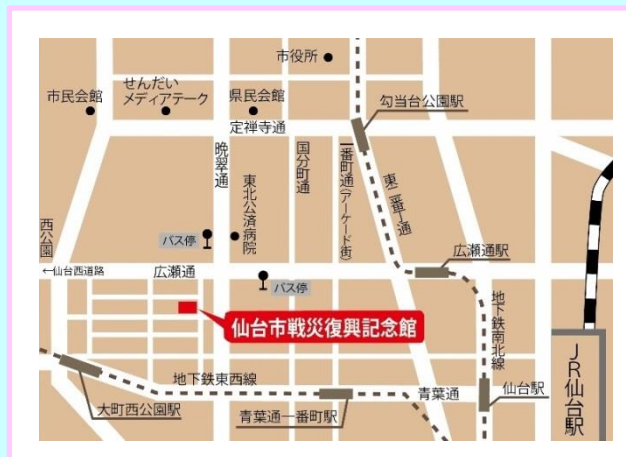 市役所
市民会館
せんだい
メディアテーク
県民会館
勾当台公園駅
定禅寺通
晩翠通
国分町通
一番町通(アーケード街)
東二番丁通
東北公済病院
西公園
バス停
広瀬通駅
←仙台西道路
広瀬通
バス停
地下鉄南北線
仙台市戦災復興記念館
JR仙台駅
地下鉄東西線
青葉通
仙台駅
大町西公園駅
青葉通一番町駅